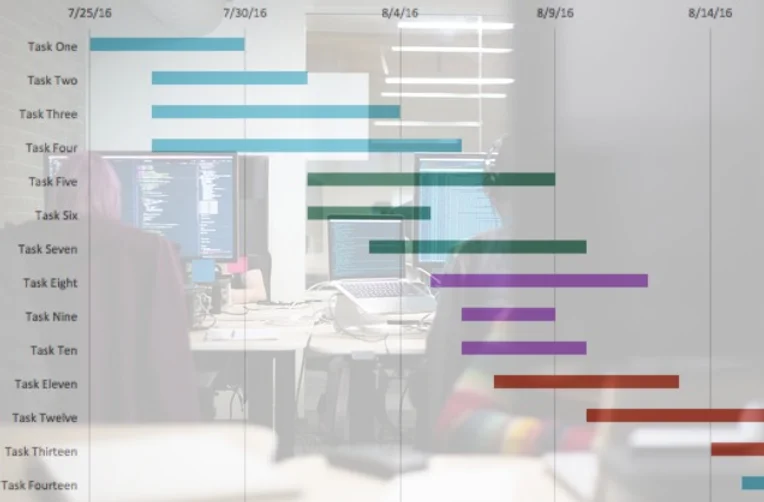 7/25/16 7/30/16 8/4/16 8/9/16 8/14/16
Task One
Task Two
Task Three
Task Four
Task Five
Task Six
Task Seven
Task Eight
Task Nine
Task Ten
Task Eleven
Task Twelve
Task Thirteen
Task Fourteen